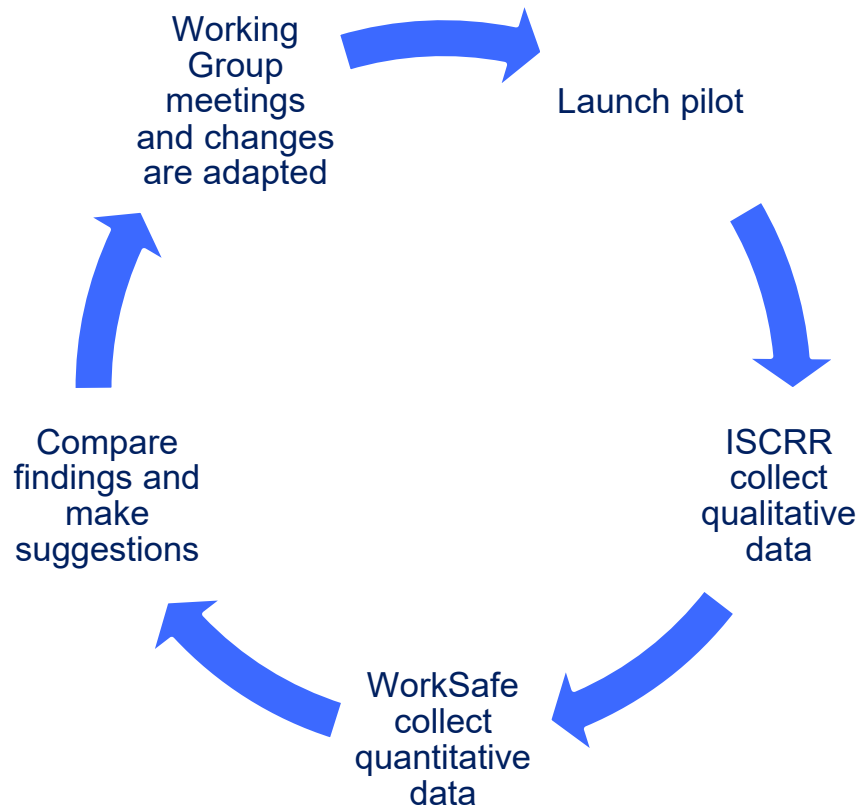 Working
Group
meetings
and changes
are adapted
Launch pilot
ISCRR
collect
qualitative
data
WorkSafe
collect
quantitative
data
Compare
findings and
make
suggestions